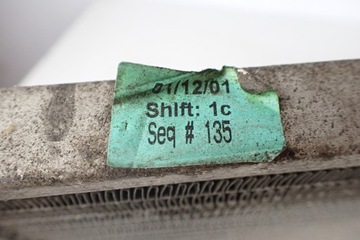 01/12/01
Shift: 1c
Seq # 135